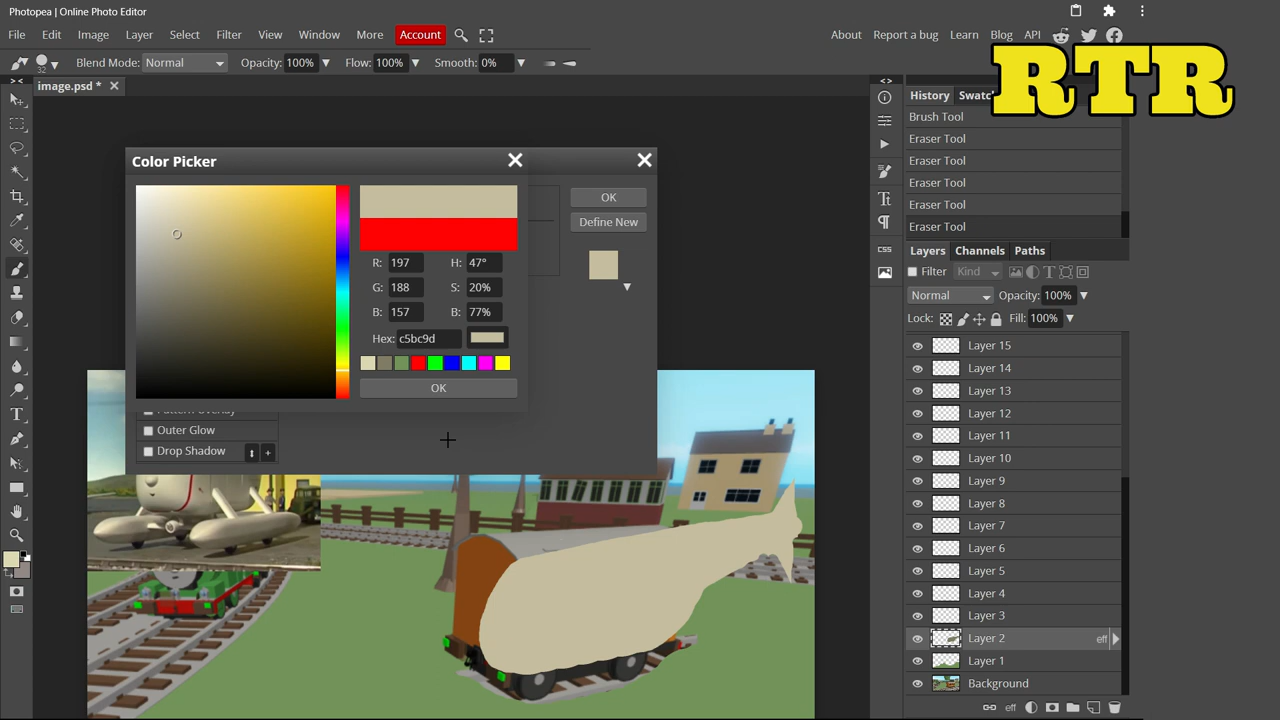 Photopea | Online Photo Editor
File Edit Image Layer Select Filter View Window More Account About Report a bug Learn Blog API
RTR
32 Blend Mode: Normal Opacity: 100% Flow: 100% Smooth: 0%
image.psd *
History
Brush Tool
Eraser Tool
Eraser Tool
Eraser Tool
Eraser Tool
Eraser Tool
Color Picker
OK
Define New
R: 197 H: 47°
G: 188 S: 20%
B: 157 B: 77%
Hex: c5bc9d
OK
Outer Glow
Drop Shadow
CSS
Layers Channels Paths
Filter Kind
Normal Opacity: 100%
Lock: Fill: 100%
Layer 15
Layer 14
Layer 13
Layer 12
Layer 11
Layer 10
Layer 9
Layer 8
Layer 7
Layer 6
Layer 5
Layer 4
Layer 3
Layer 2 eff
Layer 1
Background
eff